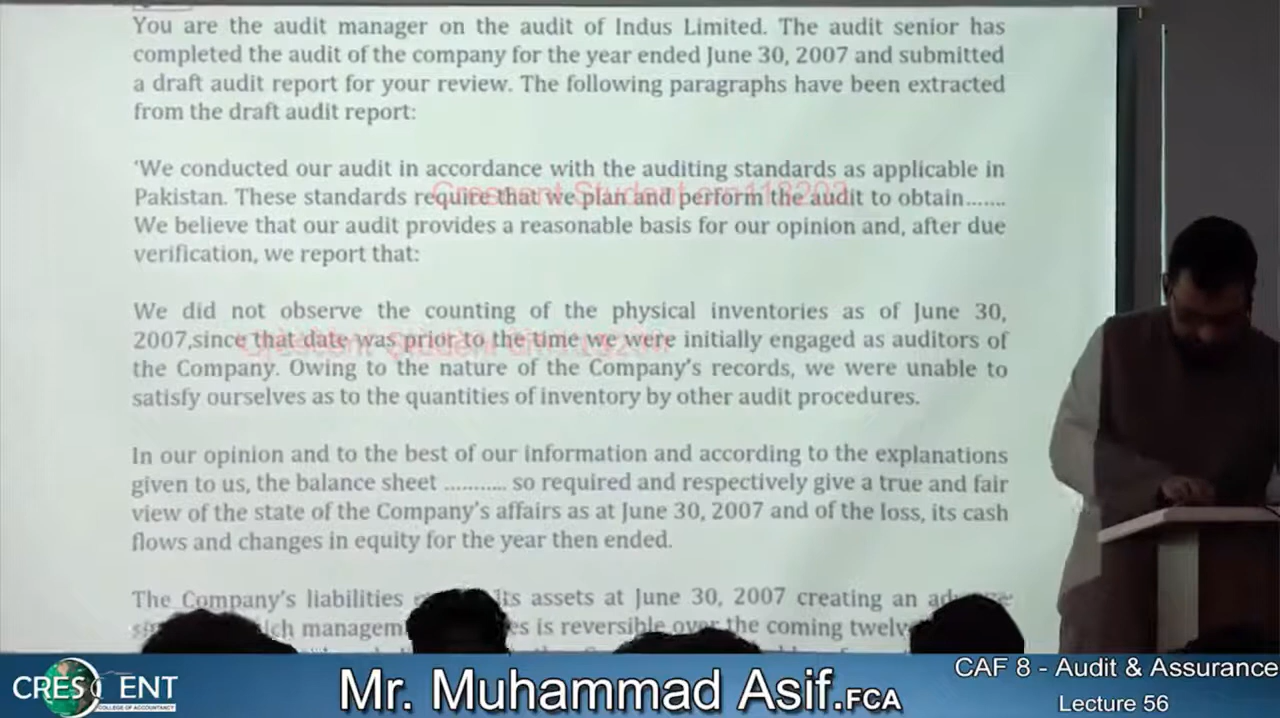 You are the audit manager on the audit of Indus Limited. The audit senior has
completed the audit of the company for the year ended June 30, 2007 and submitted
a draft audit report for your review. The following paragraphs have been extracted
from the draft audit report:
'We conducted our audit in accordance with the auditing standards as applicable in
Pakistan. These standards require that we plan and perform the audit to obtain.......
We believe that our audit provides a reasonable basis for our opinion and, after due
verification, we report that:
We did not observe the counting of the physical inventories as of June 30,
2007,since that date was prior to the time we were initially engaged as auditors of
the Company. Owing to the nature of the Company's records, we were unable to
satisfy ourselves as to the quantities of inventory by other audit procedures.
In our opinion and to the best of our information and according to the explanations
given to us, the balance sheet ........... so required and respectively give a true and fair
view of the state of the Company's affairs as at June 30, 2007 and of the loss, its cash
flows and changes in equity for the year then ended.
The Company's liabilities its assets at June 30, 2007 creating an
is reversible over the coming
CRESCENT
COLLEGE OF ACCOUNTANCY
Mr. Muhammad Asif.FCA
CAF 8 - Audit & Assurance
Lecture 56